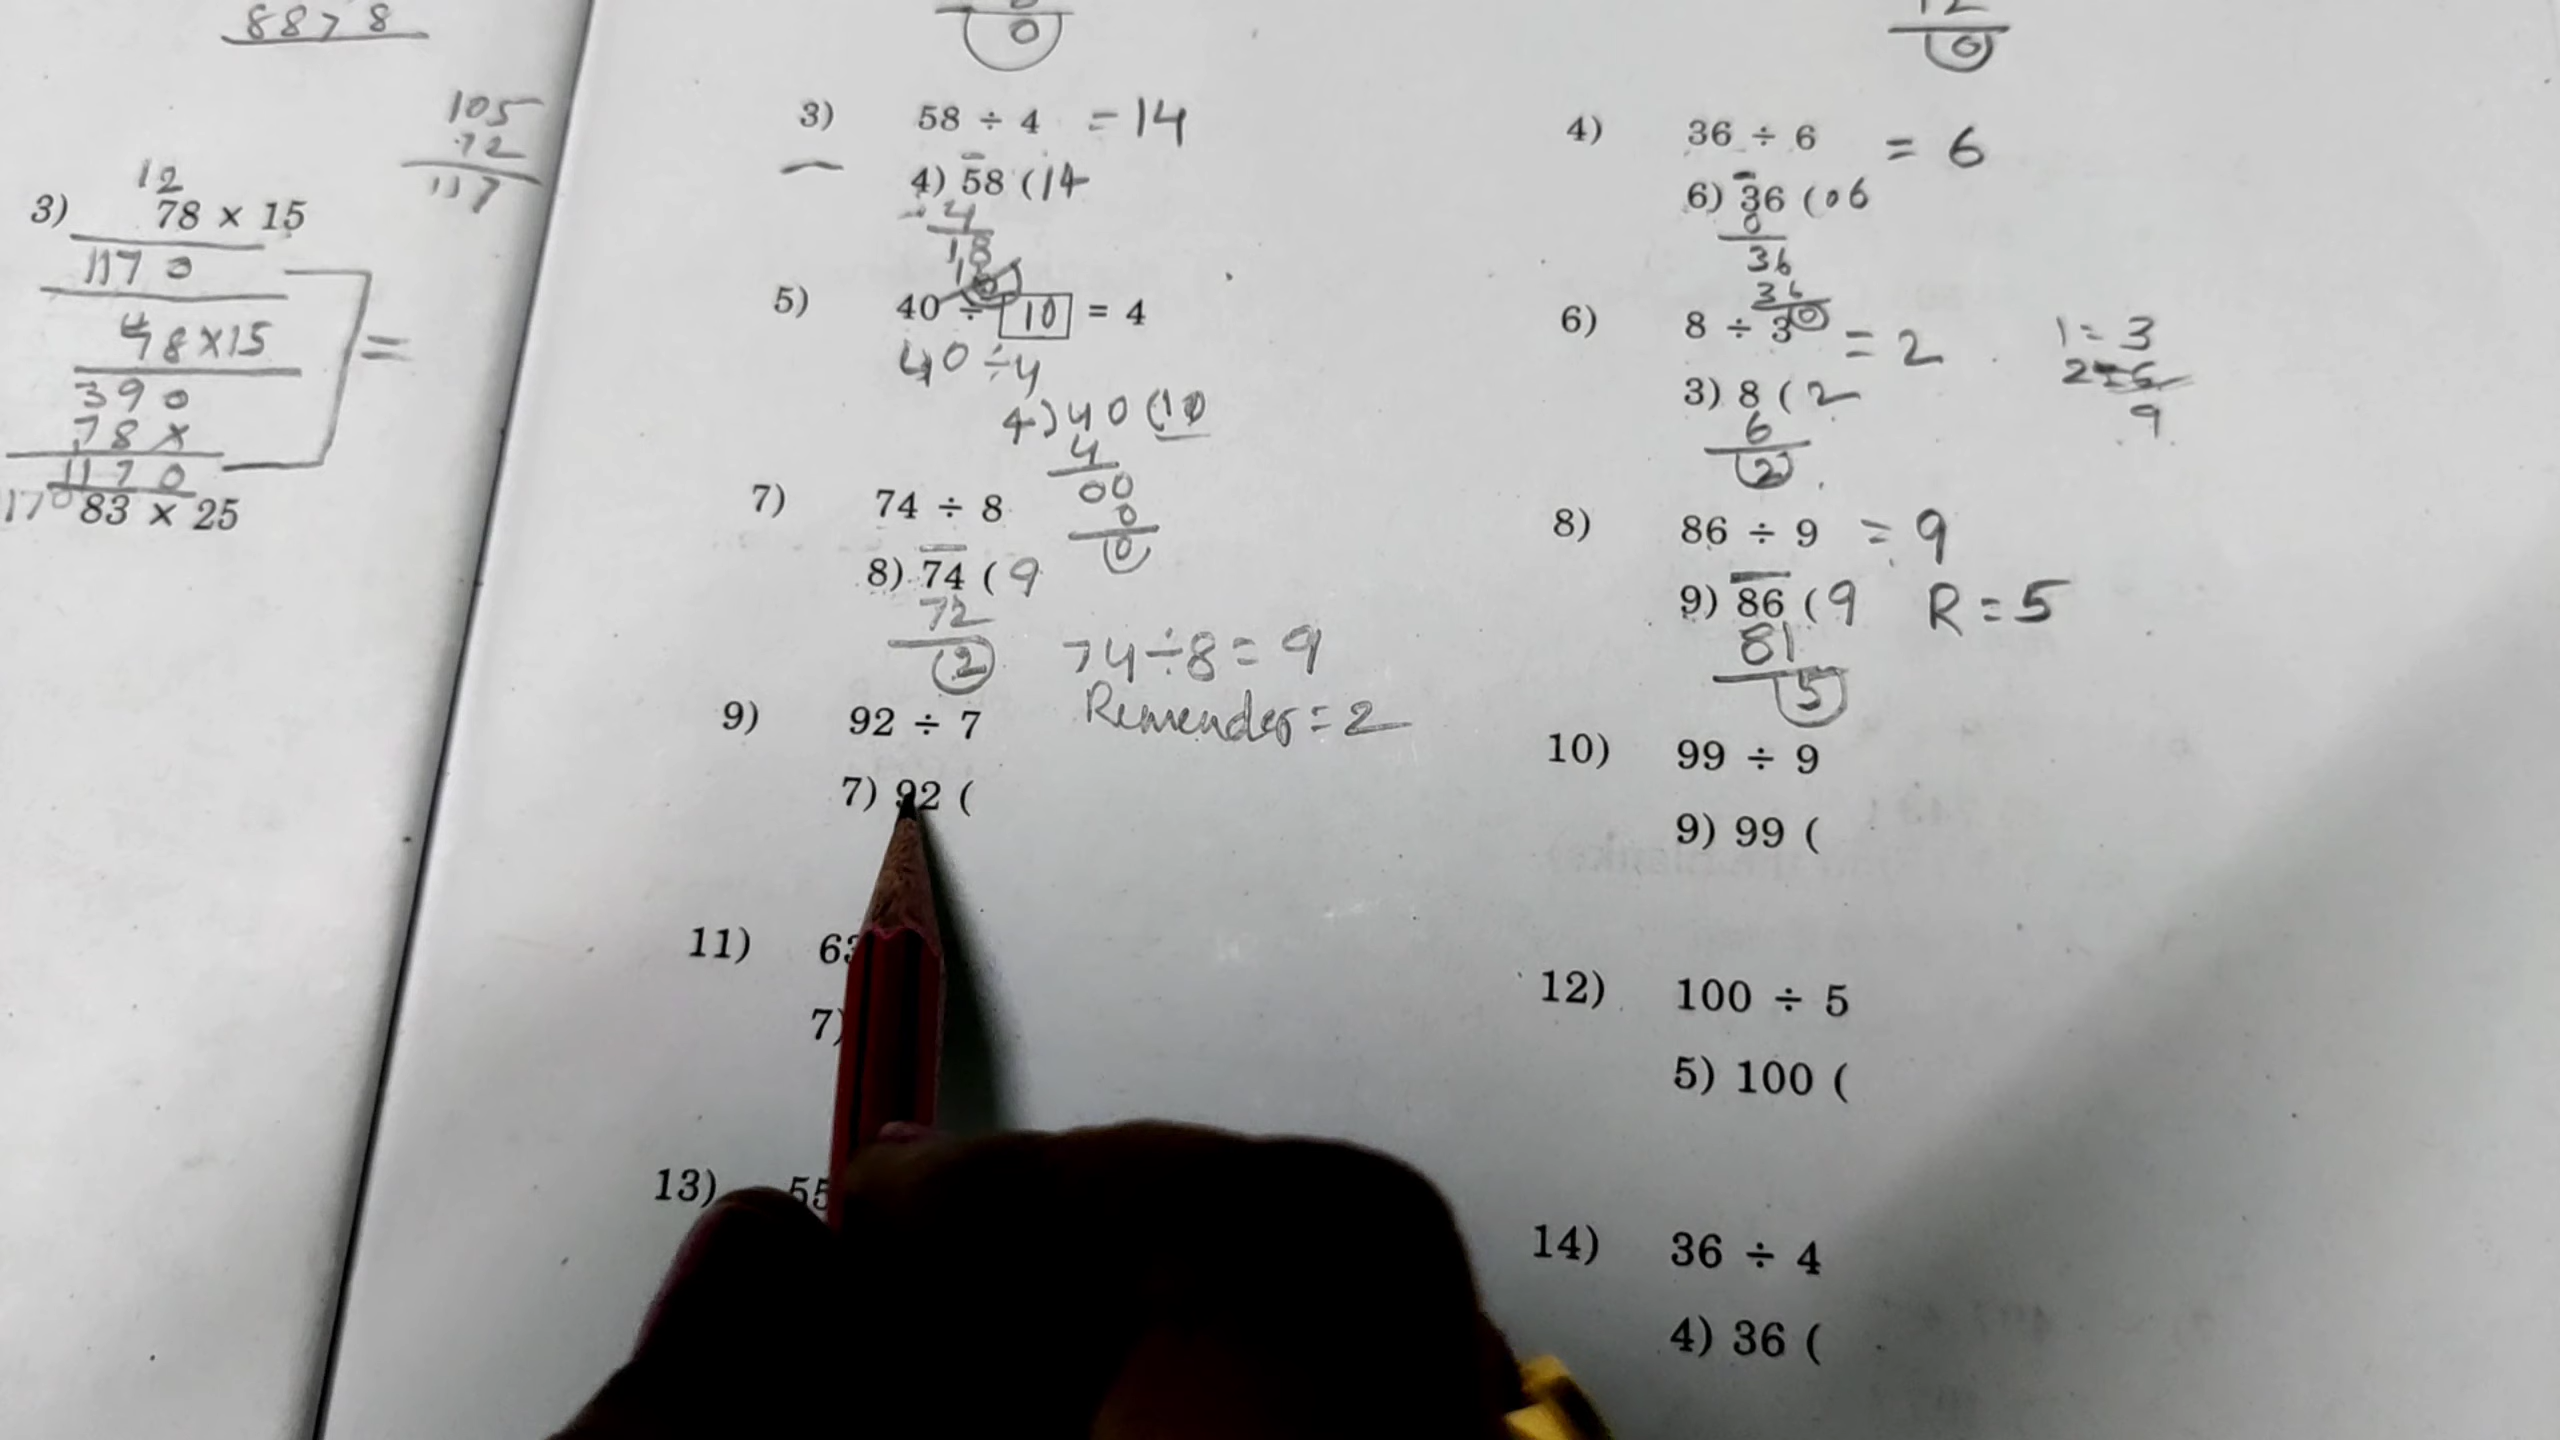 8878
105
72
117
12
3) 78 × 15
1170
48×15
390
78×
1170
83 × 25
=
0
0
3) 58 ÷ 4 = 14
4) 58 ( 14
4
18
4) 36 ÷ 6 = 6
6) 36 ( 06
0
36
36
0
5) 40 ÷ 10 = 4
40 ÷ 4
4) 40 ( 10
4
00
0
0
6) 8 ÷ 3 = 2
3) 8 ( 2
6
2
1 = 3
2 = 6
9
7) 74 ÷ 8
8) 74 ( 9
72
2
74 ÷ 8 = 9
Remender = 2
8) 86 ÷ 9 = 9
9) 86 ( 9 R = 5
81
5
9) 92 ÷ 7
7) 92 (
10) 99 ÷ 9
9) 99 (
11) 63
7)
12) 100 ÷ 5
5) 100 (
13) 55
14) 36 ÷ 4
4) 36 (